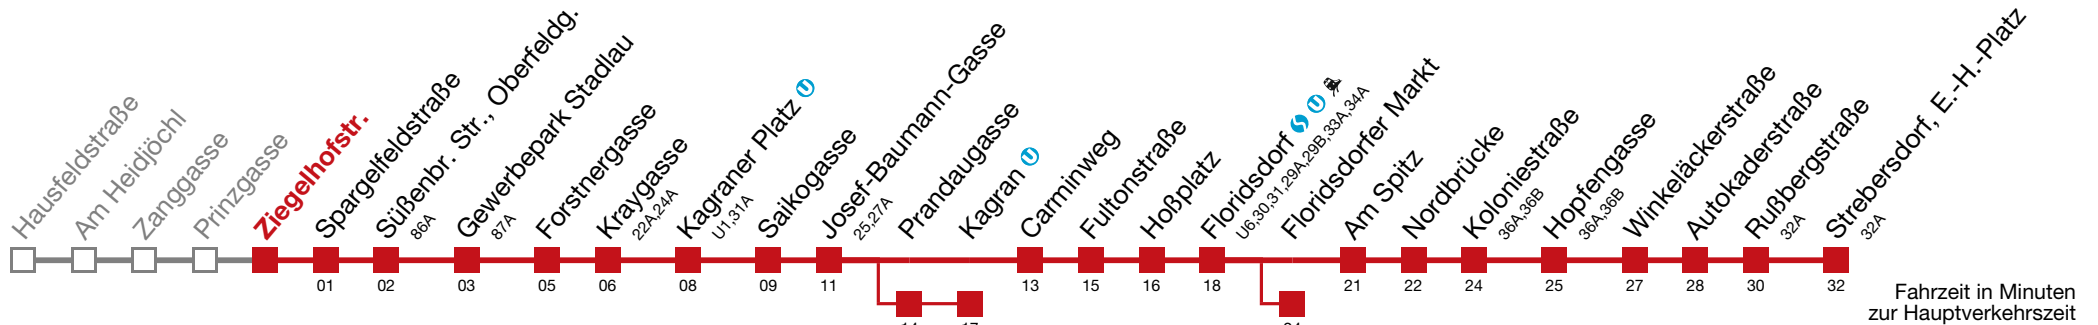 Hausfeldstraße
Am Heidjöchl
Zanggasse
Prinzgasse
Ziegelhofstr.
Spargelfeldstraße
Süßenbr. Str., Oberfeldg.
86A
Gewerbepark Stadlau
87A
Forstnergasse
Kraygasse
22A,24A
Kagraner Platz U
U1,31A
Saikogasse
Josef-Baumann-Gasse
25,27A
Prandaugasse
Kagran U
Carminweg
Fultonstraße
Hoßplatz
Floridsdorf S U
U6,30,31,29A,29B,33A,34A
Floridsdorfer Markt
Am Spitz
Nordbrücke
Koloniestraße
36A,36B
Hopfengasse
36A,36B
Winkeläckerstraße
Autokaderstraße
Rußbergstraße
32A
Strebersdorf, E.-H.-Platz
32A
01 02 03 05 06 08 09 11 13 15 16 18 21 22 24 25 27 28 30 32
Fahrzeit in Minuten
zur Hauptverkehrszeit